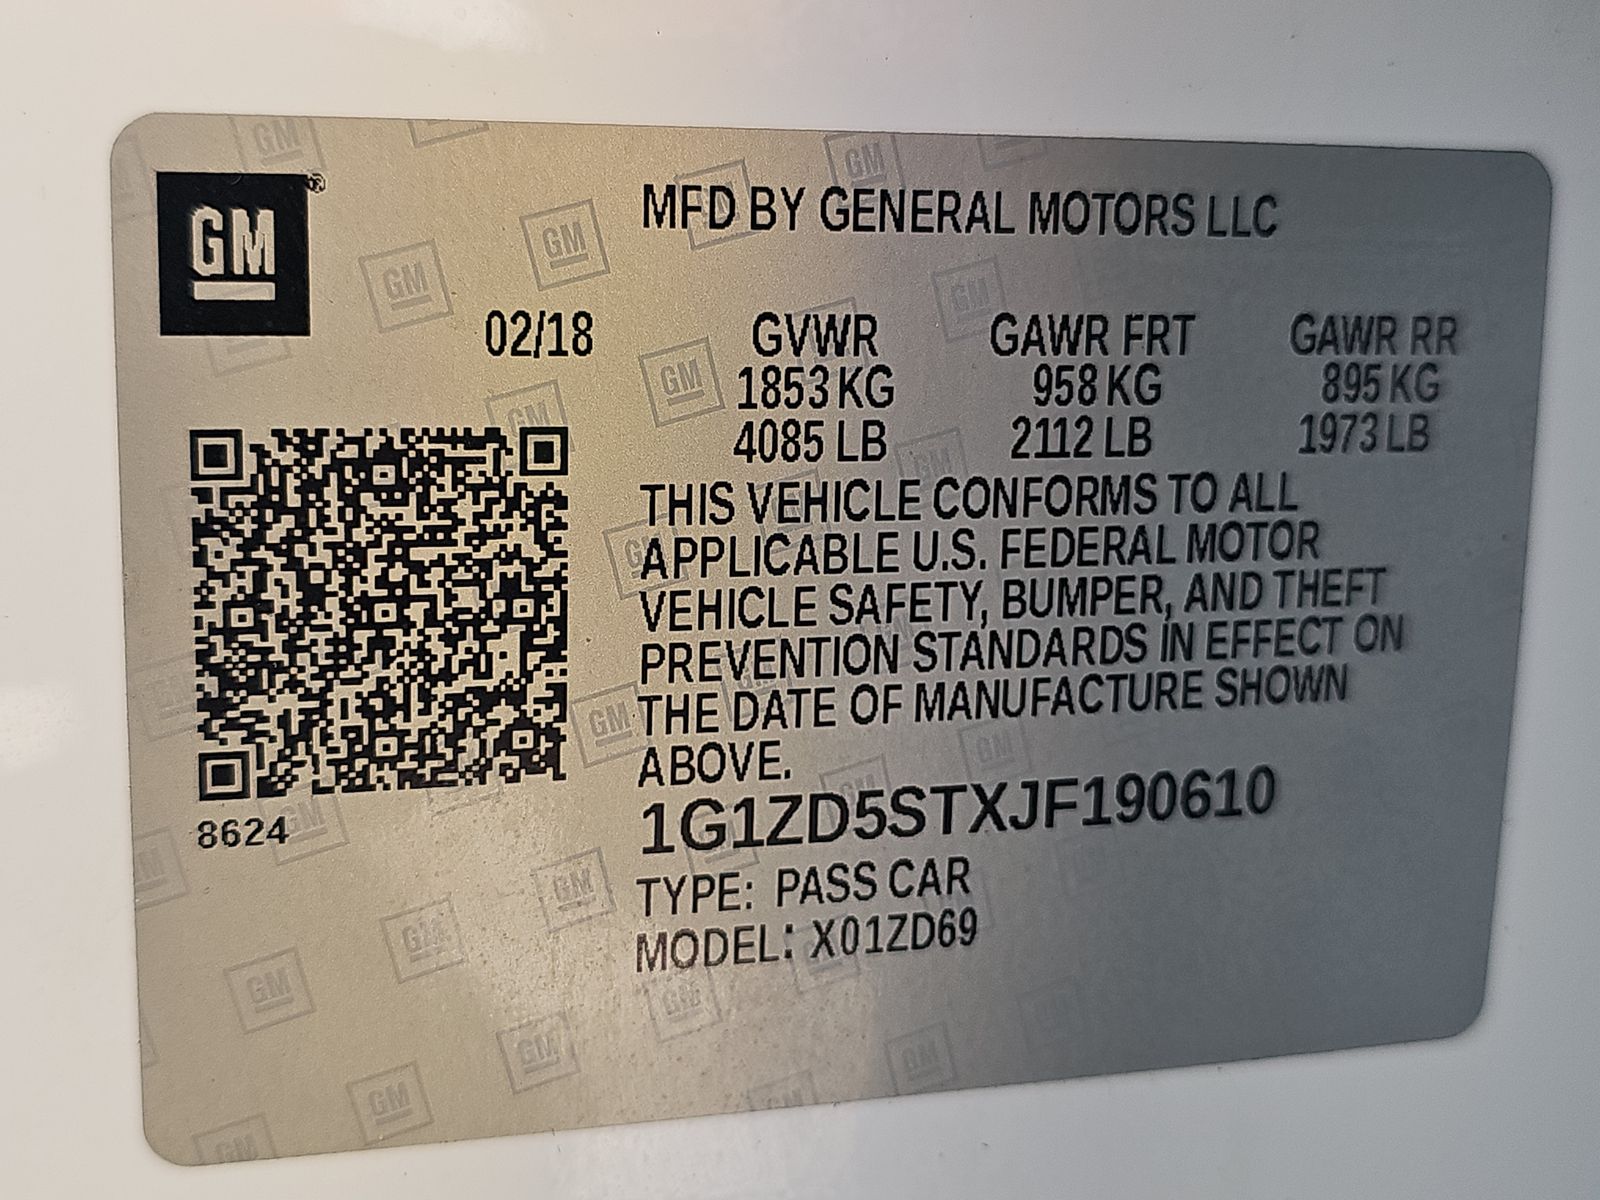 GM
MFD BY GENERAL MOTORS LLC
02/18 GVWR GAWR FRT GAWR RR
1853 KG 958 KG 895 KG
4085 LB 2112 LB 1973 LB
THIS VEHICLE CONFORMS TO ALL
APPLICABLE U.S. FEDERAL MOTOR
VEHICLE SAFETY, BUMPER, AND THEFT
PREVENTION STANDARDS IN EFFECT ON
THE DATE OF MANUFACTURE SHOWN
ABOVE.
8624
1G1ZD5STXJF190610
TYPE: PASS CAR
MODEL: X01ZD69